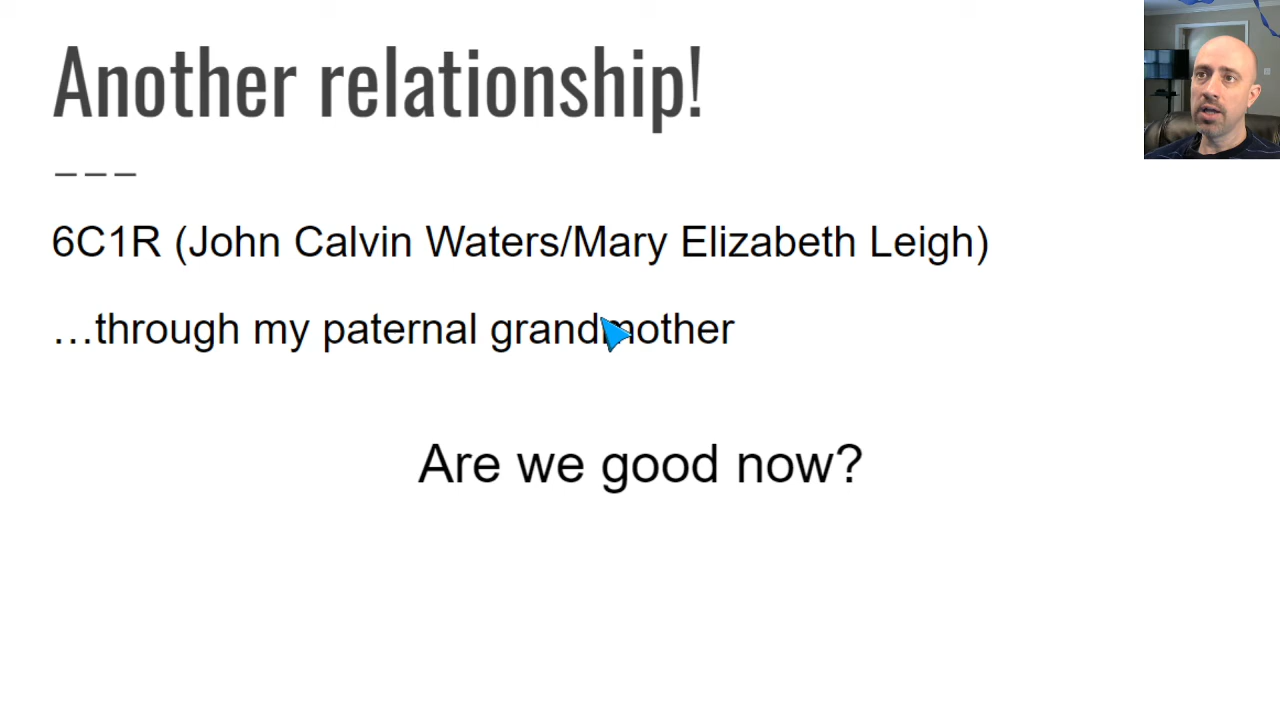 Another relationship!
6C1R (John Calvin Waters/Mary Elizabeth Leigh)
…through my paternal grandmother
Are we good now?